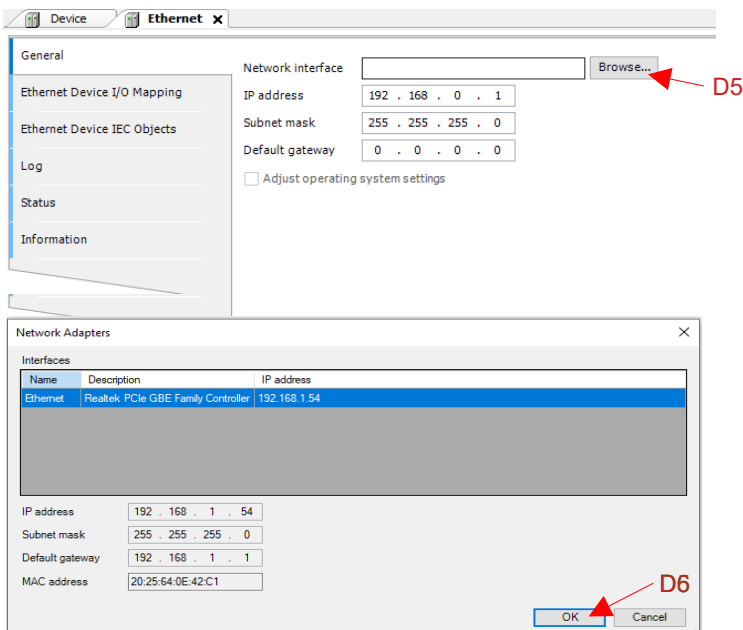 Device Ethernet x
General
Network interface Browse... D5
Ethernet Device I/O Mapping IP address 192 . 168 . 0 . 1
Ethernet Device IEC Objects Subnet mask 255 . 255 . 255 . 0
Default gateway 0 . 0 . 0 . 0
Log
Adjust operating system settings
Status
Information
Network Adapters
Interfaces
Name Description IP address
Ethernet Realtek PCIe GBE Family Controller 192.168.1.54
IP address 192 . 168 . 1 . 54
Subnet mask 255 . 255 . 255 . 0
Default gateway 192 . 168 . 1 . 1
MAC address 20:25:64:0E:42:C1
D6
OK Cancel